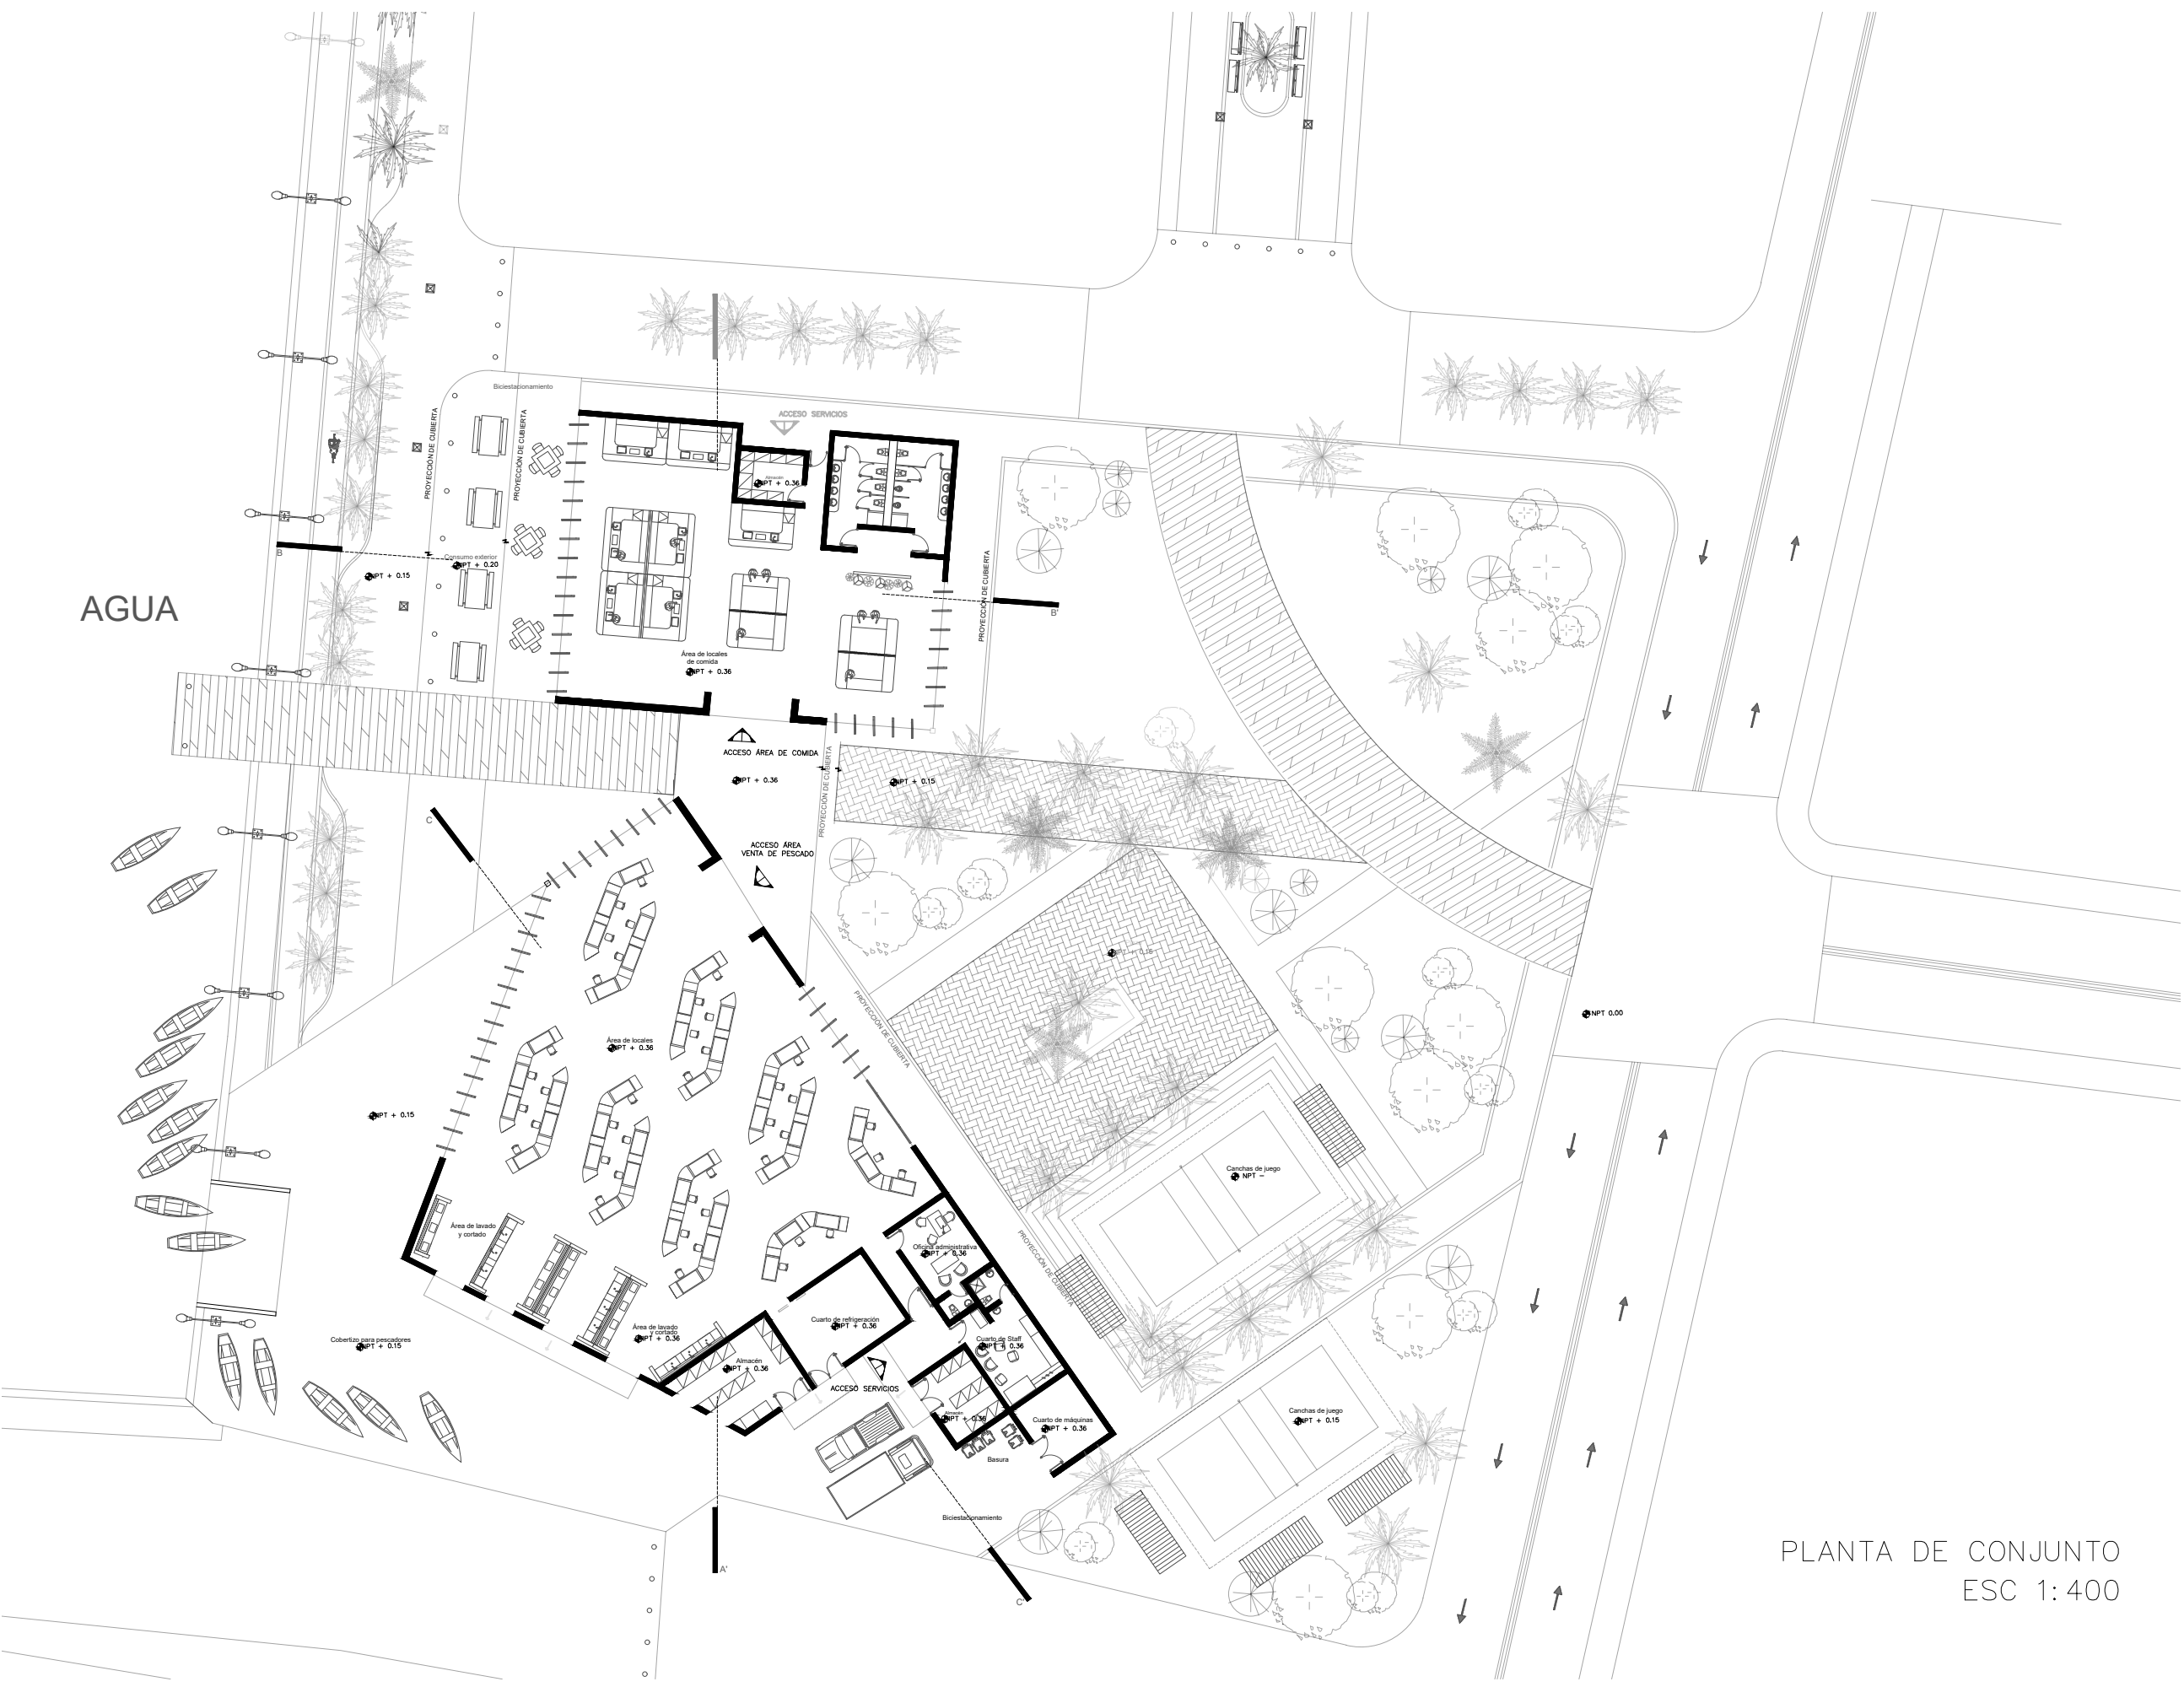 Biciestacionamiento
ACCESO SERVICIOS
PROYECCIÓN DE CUBIERTA
PROYECCIÓN DE CUBIERTA
Almacén
NPT + 0.36
B
Consumo exterior
NPT + 0.20
NPT + 0.15
PROYECCIÓN DE CUBIERTA
B'
AGUA
Área de locales
de comida
NPT + 0.36
ACCESO ÁREA DE COMIDA
NPT + 0.36
NPT + 0.15
PROYECCIÓN DE CUBIERTA
C
ACCESO ÁREA
VENTA DE PESCADO
NPT + 0.15
PROYECCIÓN DE CUBIERTA
NPT 0.00
Área de locales
NPT + 0.36
NPT + 0.15
Canchas de juego
NPT -
Área de lavado
y cortado
Oficina administrativa
NPT + 0.36
PROYECCIÓN DE CUBIERTA
Cuarto de refrigeración
NPT + 0.36
Área de lavado
y cortado
NPT + 0.36
Cobertizo para pescadores
NPT + 0.15
Cuarto de Staff
NPT + 0.36
Almacén
NPT + 0.36
ACCESO SERVICIOS
Almacén
NPT + 0.36
Cuarto de máquinas
NPT + 0.36
Canchas de juego
NPT + 0.15
Basura
Biciestacionamiento
A'
C'
PLANTA DE CONJUNTO
ESC 1:400